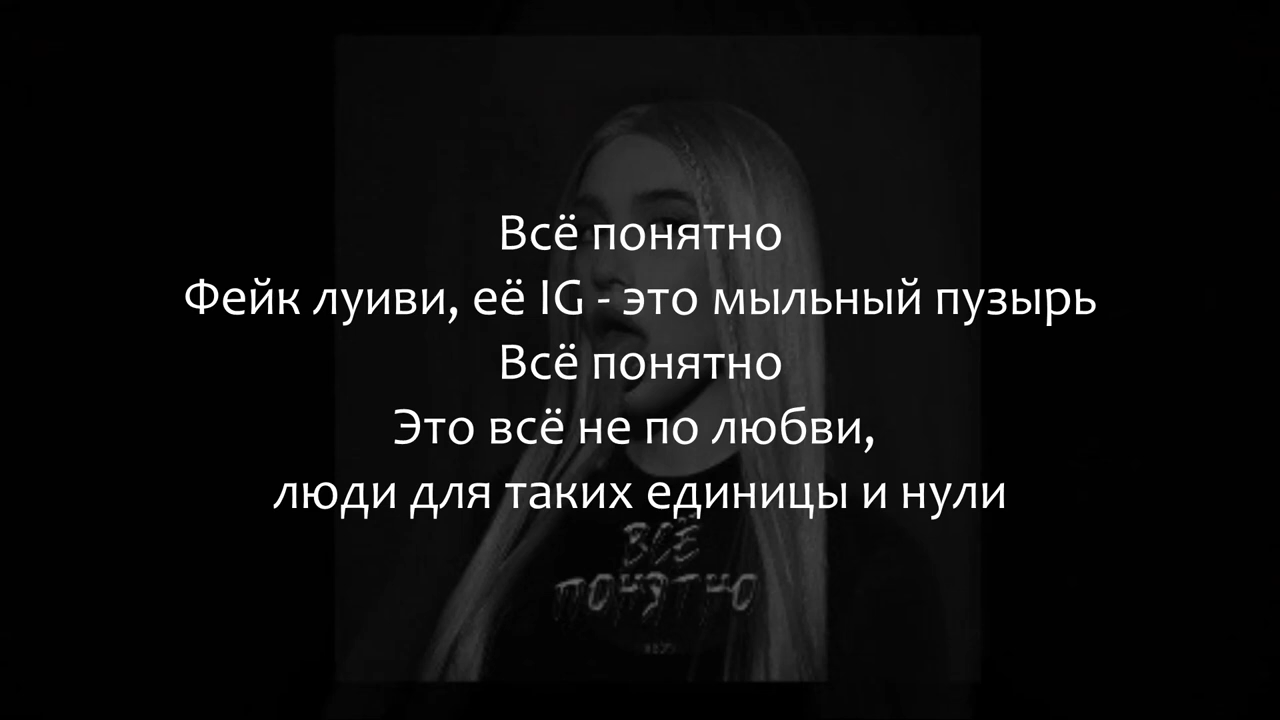 Всё понятно
Фейк луиви, её IG - это мыльный пузырь
Всё понятно
Это всё не по любви,
люди для таких единицы и нули
ВСЁ
ПОНЯТНО